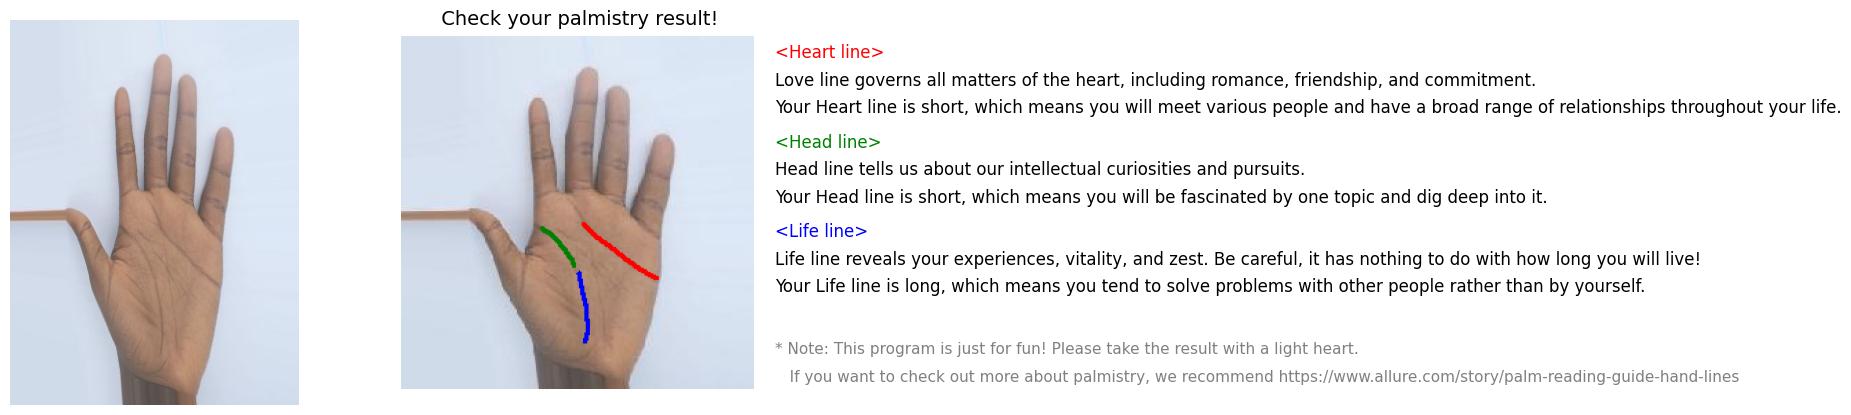 Check your palmistry result!
<Heart line>
Love line governs all matters of the heart, including romance, friendship, and commitment.
Your Heart line is short, which means you will meet various people and have a broad range of relationships throughout your life.
<Head line>
Head line tells us about our intellectual curiosities and pursuits.
Your Head line is short, which means you will be fascinated by one topic and dig deep into it.
<Life line>
Life line reveals your experiences, vitality, and zest. Be careful, it has nothing to do with how long you will live!
Your Life line is long, which means you tend to solve problems with other people rather than by yourself.
* Note: This program is just for fun! Please take the result with a light heart.
If you want to check out more about palmistry, we recommend https://www.allure.com/story/palm-reading-guide-hand-lines